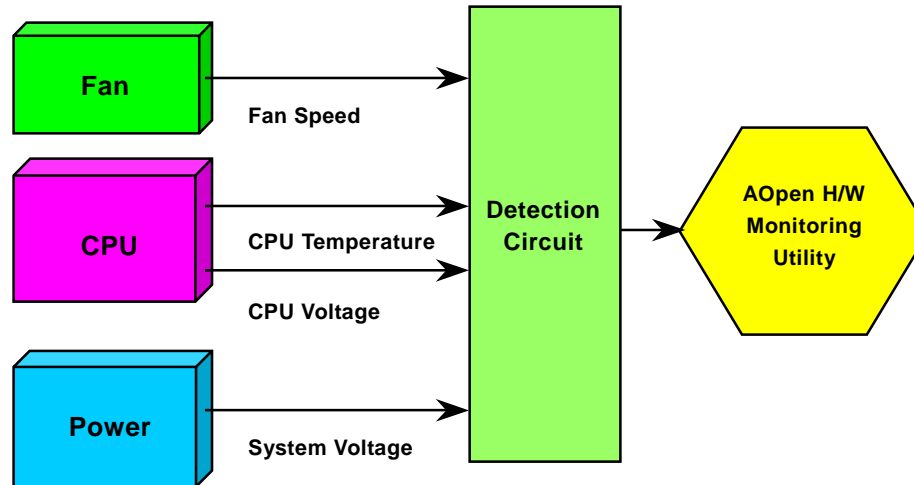 Fan
Fan Speed
CPU
CPU Temperature
CPU Voltage
Power
System Voltage
Detection
Circuit
AOpen H/W
Monitoring
Utility